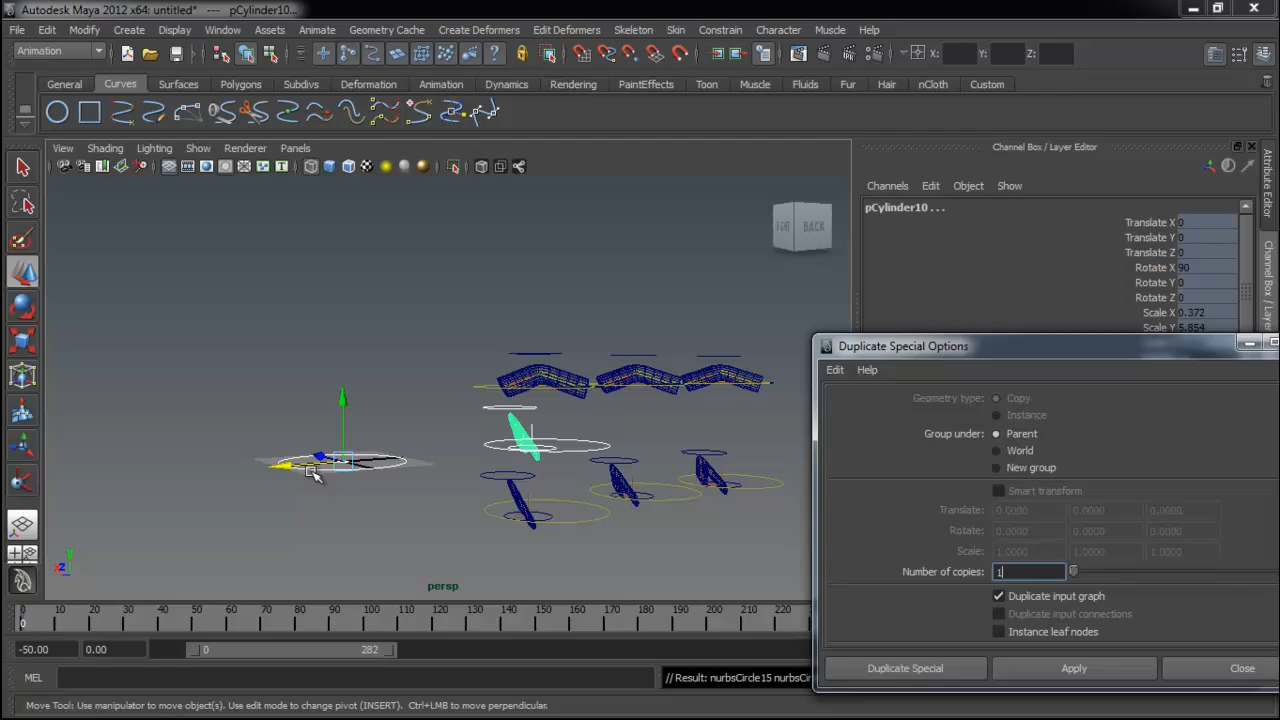 Autodesk Maya 2012 x64: untitled* --- pCylinder10...
File Edit Modify Create Display Window Assets Animate Geometry Cache Create Deformers Edit Deformers Skeleton Skin Constrain Character Muscle Help
Animation X: Y: Z:
General Curves Surfaces Polygons Subdivs Deformation Animation Dynamics Rendering PaintEffects Toon Muscle Fluids Fur Hair nCloth Custom
View Shading Lighting Show Renderer Panels
Channel Box / Layer Editor
Channels Edit Object Show
pCylinder10 ...
Translate X 0
Translate Y 0
Translate Z 0
Rotate X 90
Rotate Y 0
Rotate Z 0
Scale X 0.372
Scale Y 5.854
Attribute Editor
Channel Box / Layer
RIGHT BACK
persp
Duplicate Special Options
Edit Help
Geometry type: Copy
Instance
Group under: Parent
World
New group
Smart transform
Translate: 0.0000 0.0000 0.0000
Rotate: 0.0000 0.0000 0.0000
Scale: 1.0000 1.0000 1.0000
Number of copies: 1
Duplicate input graph
Duplicate input connections
Instance leaf nodes
Duplicate Special Apply Close
0 10 20 30 40 50 60 70 80 90 100 110 120 130 140 150 160 170 180 190 200 210 220
0
-50.00 0.00 0 282
MEL // Result: nurbsCircle15 nurbsCir
Move Tool: Use manipulator to move object(s). Use edit mode to change pivot (INSERT). Ctrl+LMB to move perpendicular.